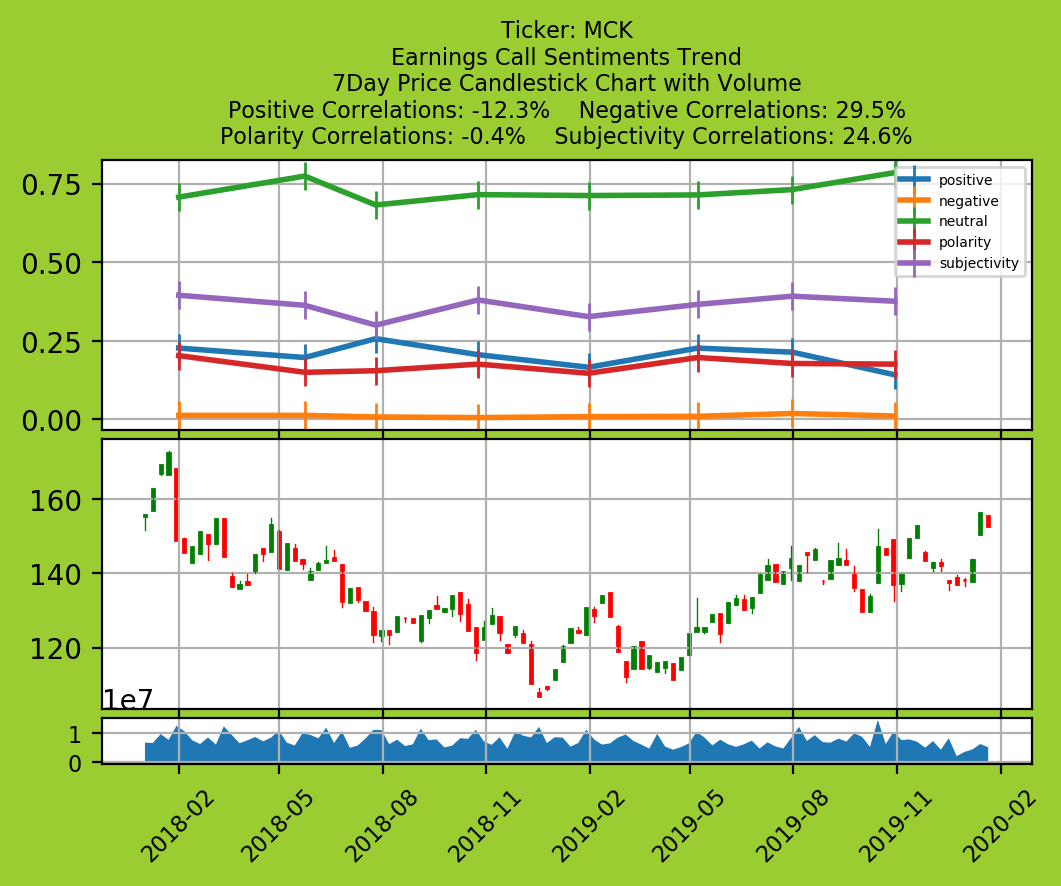 Ticker: MCK
Earnings Call Sentiments Trend
7Day Price Candlestick Chart with Volume
Positive Correlations: -12.3%    Negative Correlations: 29.5%
Polarity Correlations: -0.4%    Subjectivity Correlations: 24.6%
0.75
0.50
0.25
0.00
positive
negative
neutral
polarity
subjectivity
160
140
120
1e7
1
0
2018-02
2018-05
2018-08
2018-11
2019-02
2019-05
2019-08
2019-11
2020-02